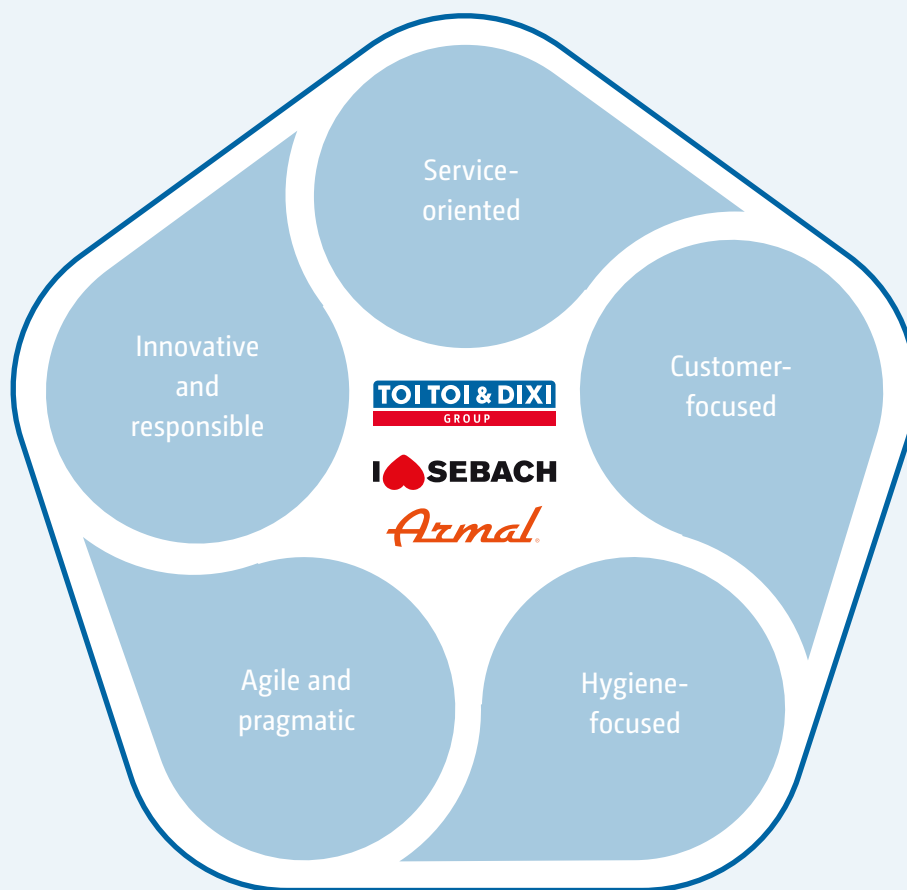 Service-
oriented
Innovative
and
responsible
Customer-
focused
TOI TOI & DIXI
GROUP
I SEBACH
Armal
Agile and
pragmatic
Hygiene-
focused